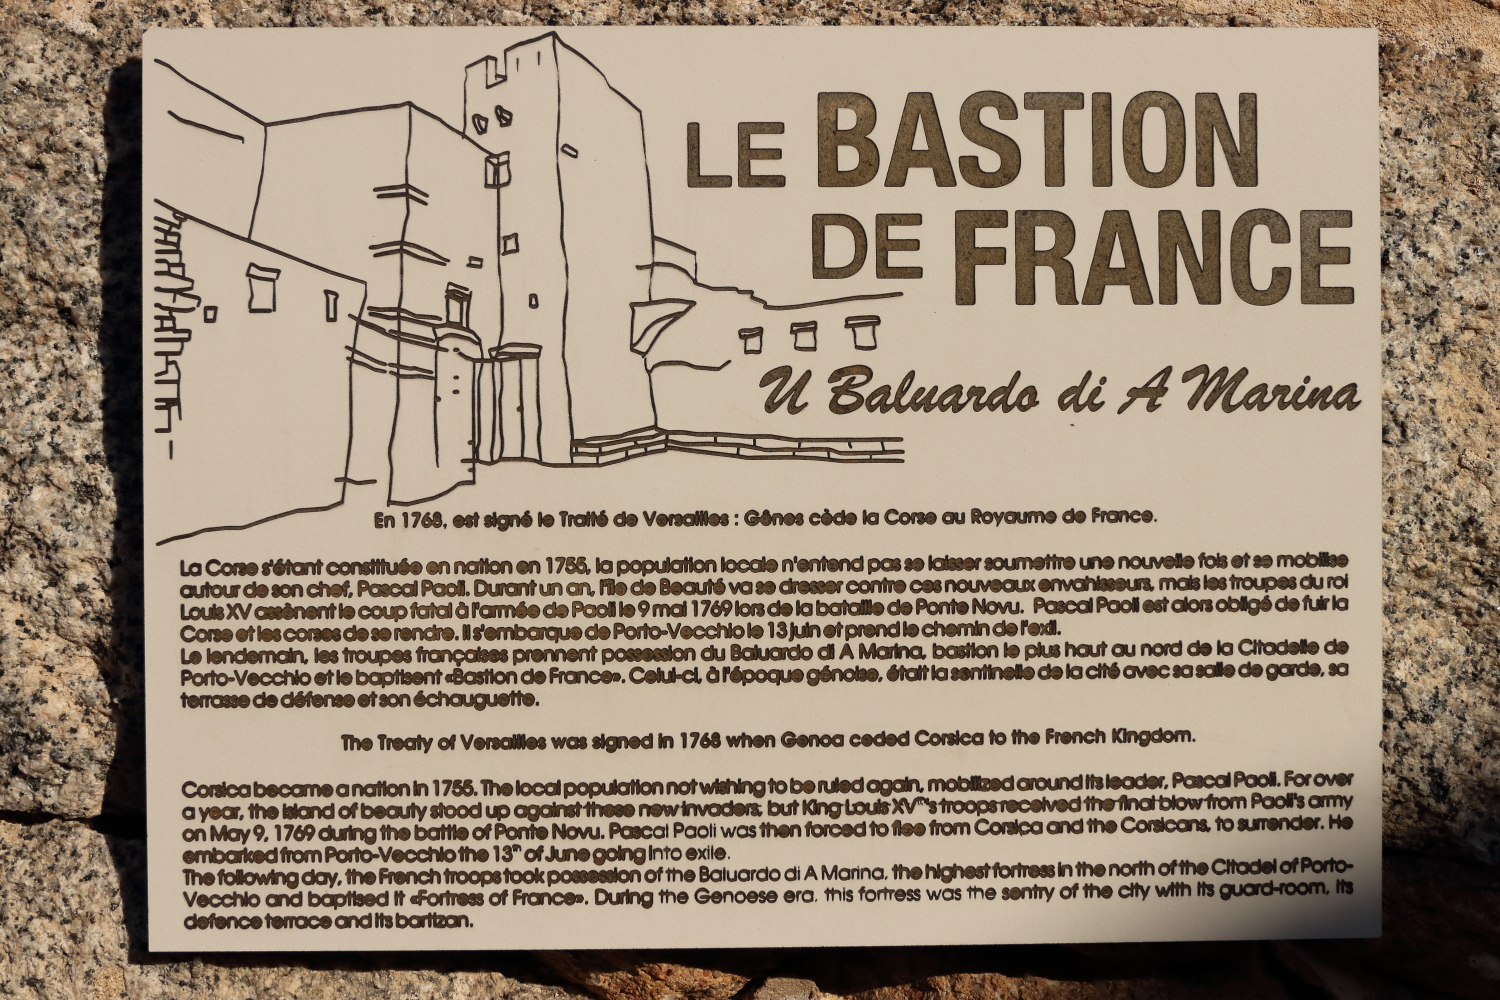 LE BASTION
DE FRANCE
U Baluardo di A Marina
En 1768, est signé le Traité de Versailles : Gênes cède la Corse au Royaume de France.
La Corse s'étant constituée en nation en 1755, la population locale n'entend pas se laisser soumettre une nouvelle fois et se mobilise
autour de son chef, Pascal Paoli. Durant un an, l'île de Beauté va se dresser contre ces nouveaux envahisseurs, mais les troupes du roi
Louis XV assènent le coup fatal à l'armée de Paoli le 9 mai 1769 lors de la bataille de Ponte Novu. Pascal Paoli est alors obligé de fuir la
Corse et les corses de se rendre. Il s'embarque de Porto-Vecchio le 13 juin et prend le chemin de l'exil.
Le lendemain, les troupes françaises prennent possession du Baluardo di A Marina, bastion le plus haut au nord de la Citadelle de
Porto-Vecchio et le baptisent «Bastion de France». Celui-ci, à l'époque génoise, était la sentinelle de la cité avec sa salle de garde, sa
terrasse de défense et son échauguette.
The Treaty of Versailles was signed in 1768 when Genoa ceded Corsica to the French Kingdom.
Corsica became a nation in 1755. The local population not wishing to be ruled again, mobilized around its leader, Pascal Paoli. For over
a year, the island of beauty stood up against these new invaders, but King Louis XVth's troops received the final blow from Paoli's army
on May 9, 1769 during the battle of Ponte Novu. Pascal Paoli was then forced to flee from Corsica and the Corsicans, to surrender. He
embarked from Porto-Vecchio the 13th of June going into exile.
The following day, the French troops took possession of the Baluardo di A Marina, the highest fortress in the north of the Citadel of Porto-
Vecchio and baptised it «Fortress of France». During the Genoese era, this fortress was the sentry of the city with its guard-room, its
defence terrace and its bartizan.